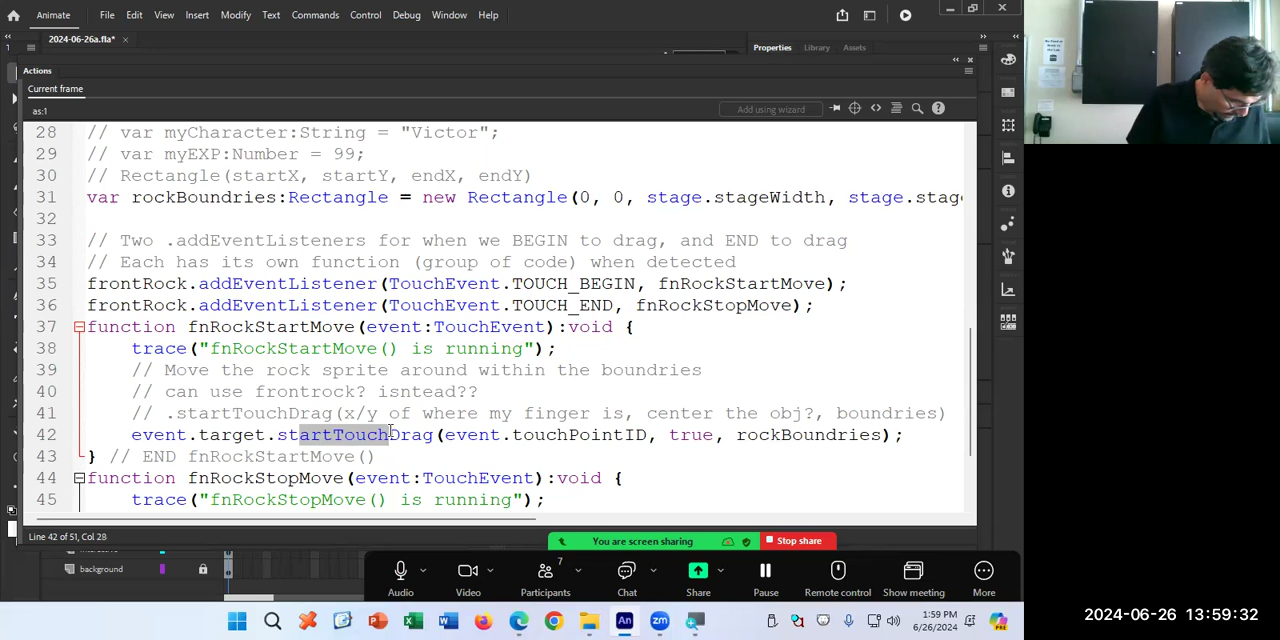 Animate File Edit View Insert Modify Text Commands Control Debug Window Help
2024-06-26a.fla* ×
Properties Library Assets
Actions
Current frame
as:1
Add using wizard
28 // var myCharacter:String = "Victor";
29 // var myEXP:Number = 99;
30 // Rectangle(startX, startY, endX, endY)
31 var rockBoundries:Rectangle = new Rectangle(0, 0, stage.stageWidth, stage.stag
32
33 // Two .addEventListeners for when we BEGIN to drag, and END to drag
34 // Each has its own function (group of code) when detected
35 frontRock.addEventListener(TouchEvent.TOUCH_BEGIN, fnRockStartMove);
36 frontRock.addEventListener(TouchEvent.TOUCH_END, fnRockStopMove);
37 function fnRockStartMove(event:TouchEvent):void {
38 trace("fnRockStartMove() is running");
39 // Move the rock sprite around within the boundries
40 // can use frontrock? isntead??
41 // .startTouchDrag(x/y of where my finger is, center the obj?, boundries)
42 event.target.startTouchDrag(event.touchPointID, true, rockBoundries);
43 } // END fnRockStartMove()
44 function fnRockStopMove(event:TouchEvent):void {
45 trace("fnRockStopMove() is running");
Line 42 of 51, Col 28
You are screen sharing Stop share
background
7
Audio Video Participants Chat Share Pause Remote control Show meeting More
1:59 PM
6/26/2024
2024-06-26 13:59:32